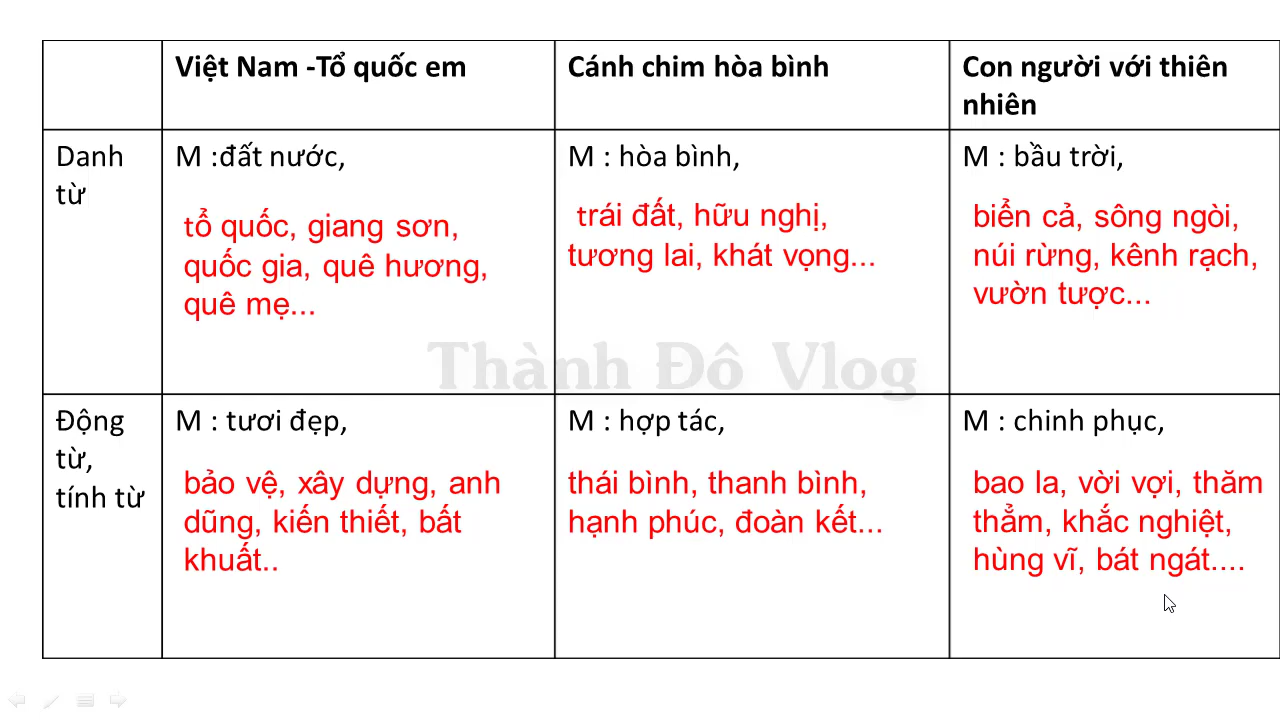 Việt Nam -Tổ quốc em
Cánh chim hòa bình
Con người với thiên
nhiên
Danh
từ
M :đất nước,
tổ quốc, giang sơn,
quốc gia, quê hương,
quê mẹ...
M : hòa bình,
trái đất, hữu nghị,
tương lai, khát vọng...
M : bầu trời,
biển cả, sông ngòi,
núi rừng, kênh rạch,
vườn tược...
Thành Đô Vlog
Động
từ,
tính từ
M : tươi đẹp,
bảo vệ, xây dựng, anh
dũng, kiến thiết, bất
khuất..
M : hợp tác,
thái bình, thanh bình,
hạnh phúc, đoàn kết...
M : chinh phục,
bao la, vời vợi, thăm
thẳm, khắc nghiệt,
hùng vĩ, bát ngát....